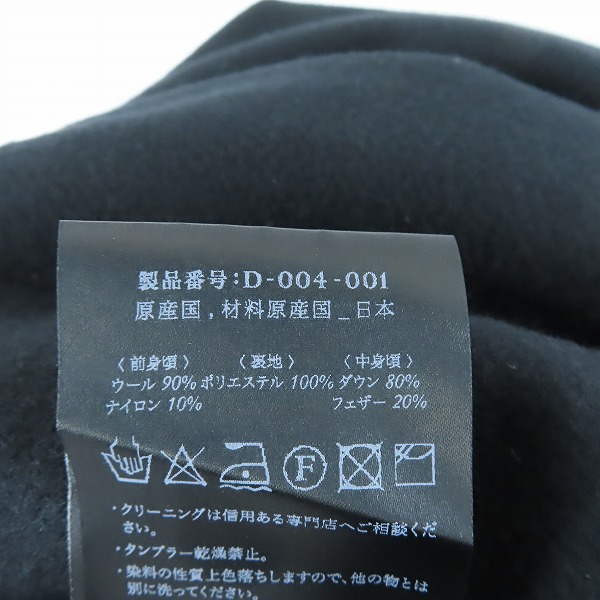 製品番号:D-004-001
原産国,材料原産国_日本
〈前身頃〉 〈裏地〉 〈中身頃〉
ウール 90% ポリエステル 100% ダウン 80%
ナイロン 10% フェザー 20%
F
・クリーニングは信用ある専門店へご相談くだ
さい。
・タンブラー乾燥禁止。
・染料の性質上色落ちしますので、他の物とは
別に洗ってください。